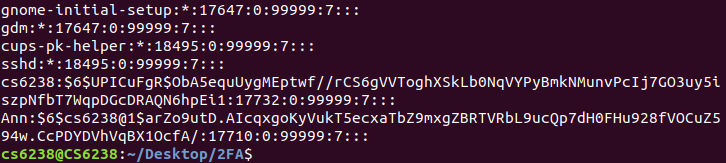 gnome-initial-setup:*:17647:0:99999:7:::
gdm:*:17647:0:99999:7:::
cups-pk-helper:*:18495:0:99999:7:::
sshd:*:18495:0:99999:7:::
cs6238:$6$UPICuFgR$ObA5equUygMEptwf//rCS6gVVToghXSkLb0NqVYPyBmkNMunvPcIj7GO3uy5i
szpNfbT7WqpDGcDRAQN6hpEi1:17732:0:99999:7:::
Ann:$6$cs6238@1$arZo9utD.AIcqxgoKyVukT5ecxaTbZ9mxgZBRTVRbL9ucQp7dH0FHu928fVOCuZ5
94w.CcPDYDVhVqBX1OcfA/:17710:0:99999:7:::
cs6238@CS6238:~/Desktop/2FA$